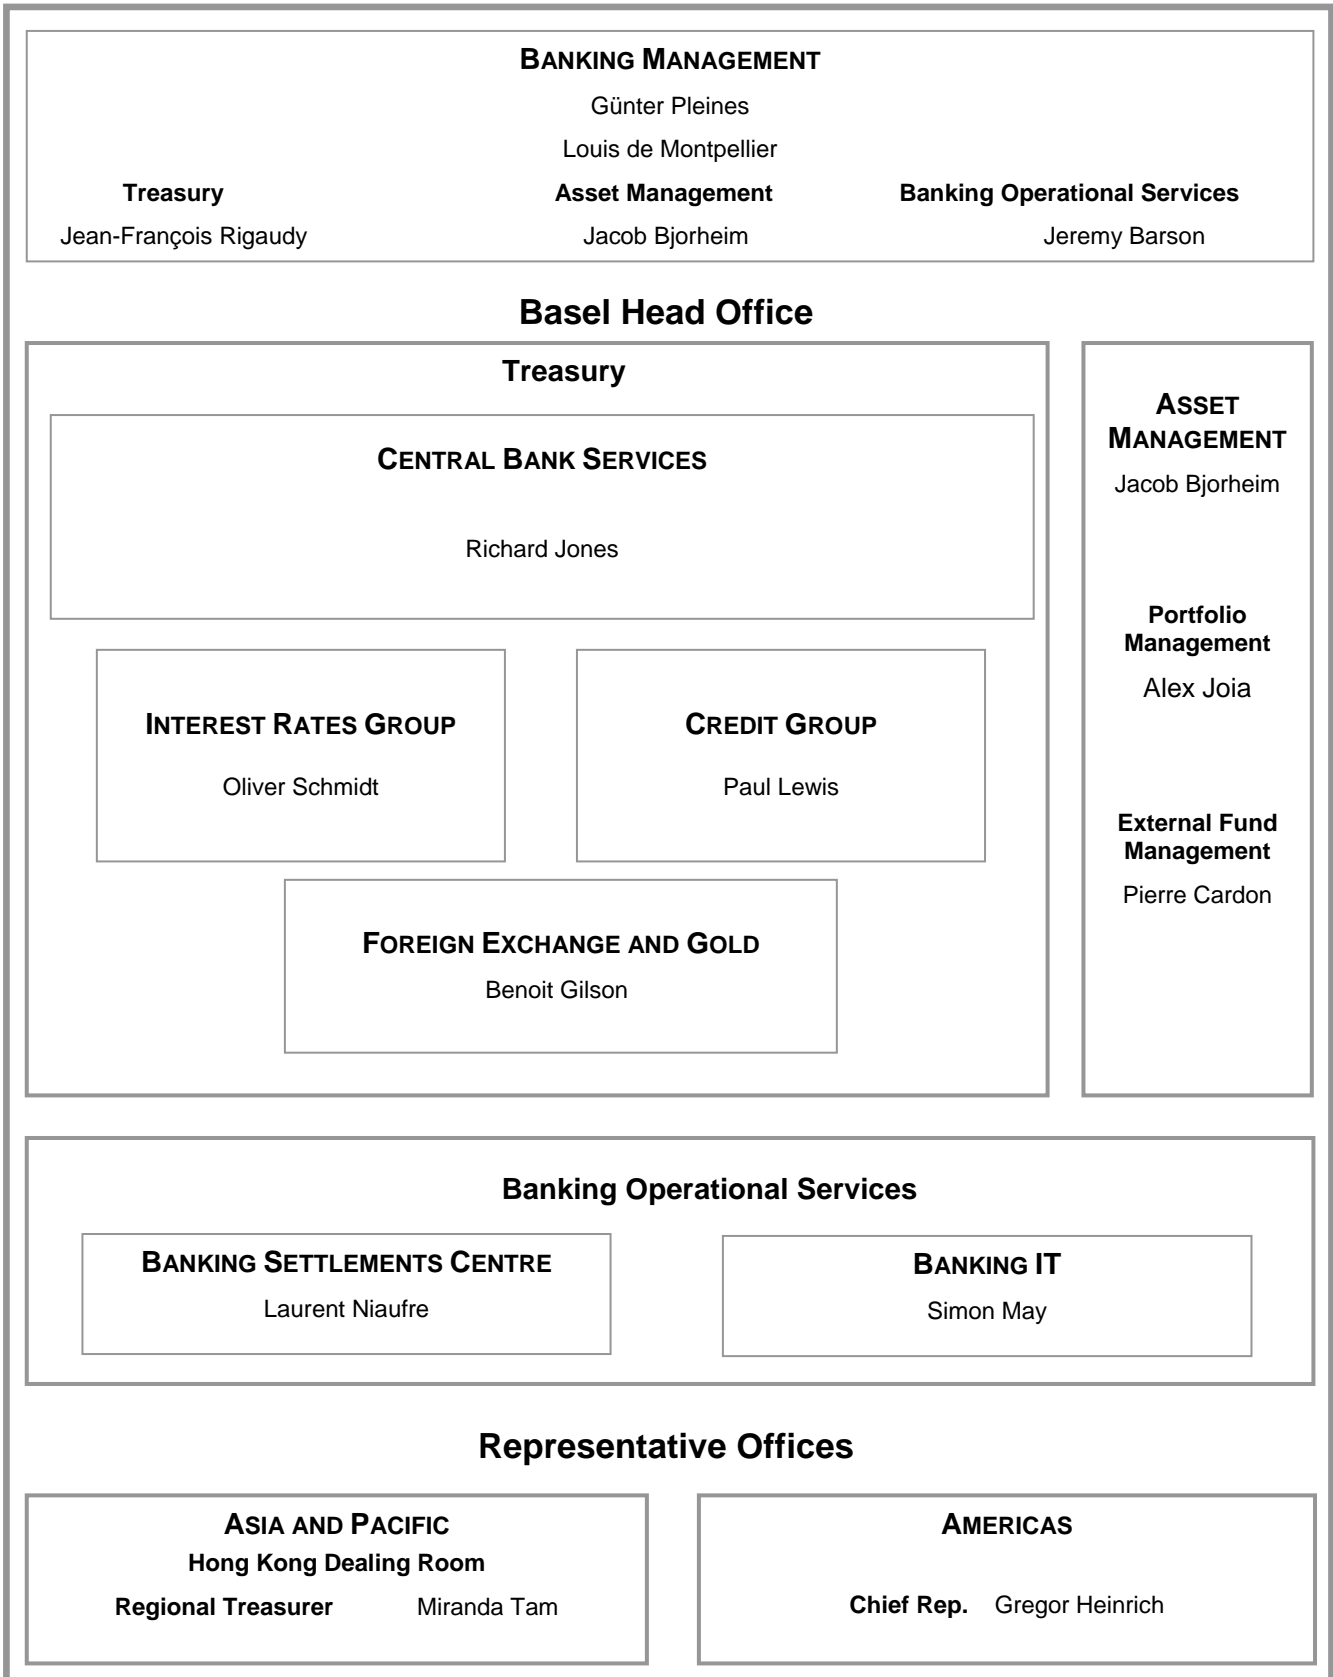 BANKING MANAGEMENT
Günter Pleines
Louis de Montpellier
Treasury Asset Management Banking Operational Services
Jean-François Rigaudy Jacob Bjorheim Jeremy Barson
Basel Head Office
Treasury
CENTRAL BANK SERVICES
Richard Jones
INTEREST RATES GROUP
Oliver Schmidt
CREDIT GROUP
Paul Lewis
FOREIGN EXCHANGE AND GOLD
Benoit Gilson
ASSET
MANAGEMENT
Jacob Bjorheim
Portfolio
Management
Alex Joia
External Fund
Management
Pierre Cardon
Banking Operational Services
BANKING SETTLEMENTS CENTRE
Laurent Niaufre
BANKING IT
Simon May
Representative Offices
ASIA AND PACIFIC
Hong Kong Dealing Room
Regional Treasurer Miranda Tam
AMERICAS
Chief Rep. Gregor Heinrich